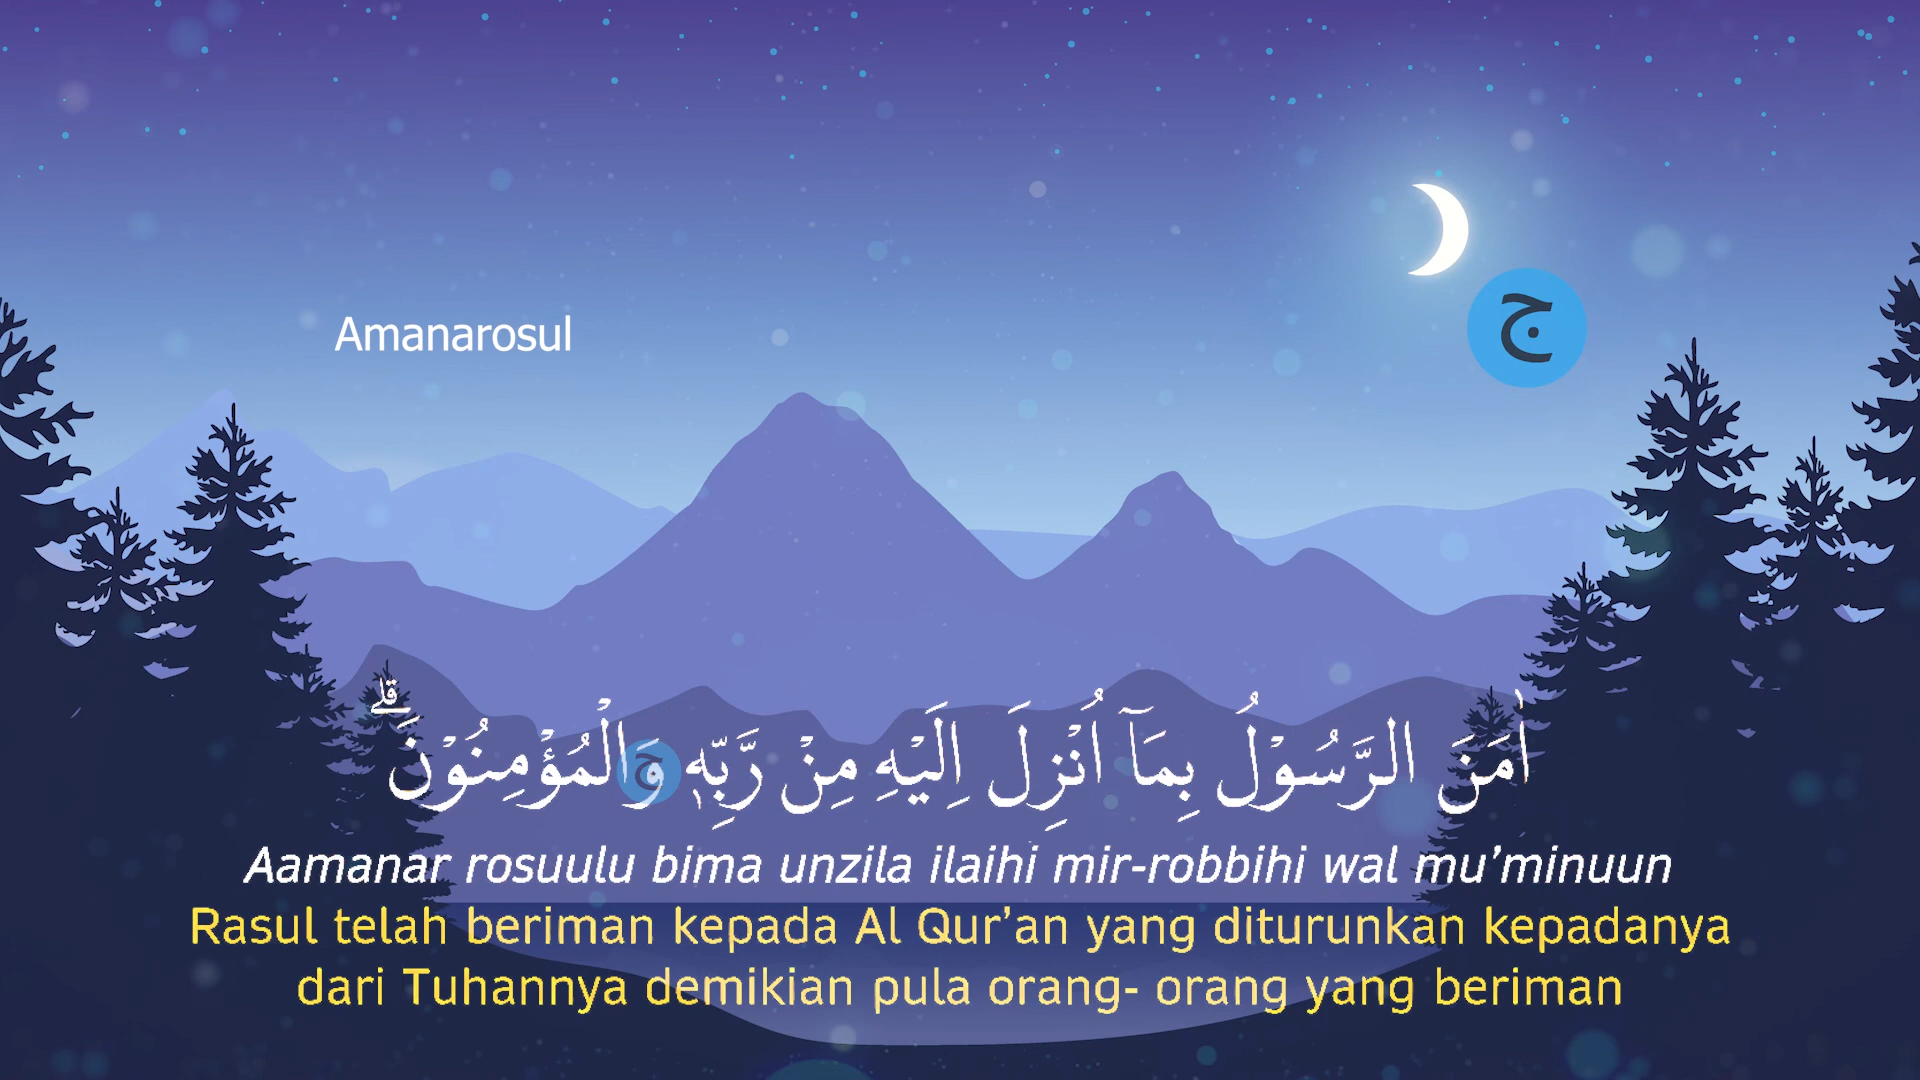 Amanarosul
ج
اٰمَنَ الرَّسُوْلُ بِمَآ اُنْزِلَ اِلَيْهِ مِنْ رَّبِّهٖ وَالْمُؤْمِنُوْنَۗ
ج
Aamanar rosuulu bima unzila ilaihi mir-robbihi wal mu’minuun
Rasul telah beriman kepada Al Qur’an yang diturunkan kepadanya
dari Tuhannya demikian pula orang- orang yang beriman